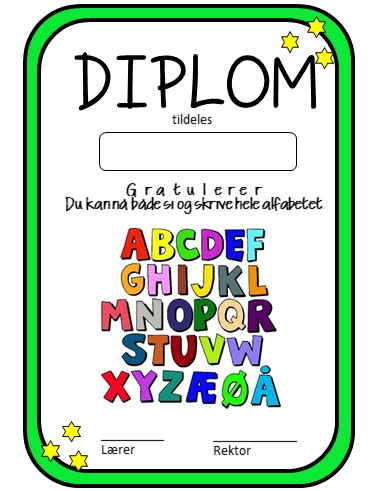 DIPLOM
tildeles
Gratulerer
Du kan nå både si og skrive hele alfabetet.
ABCDEF
GHIJKL
MNOPQR
STUVW
XYZÆØÅ
Lærer
Rektor